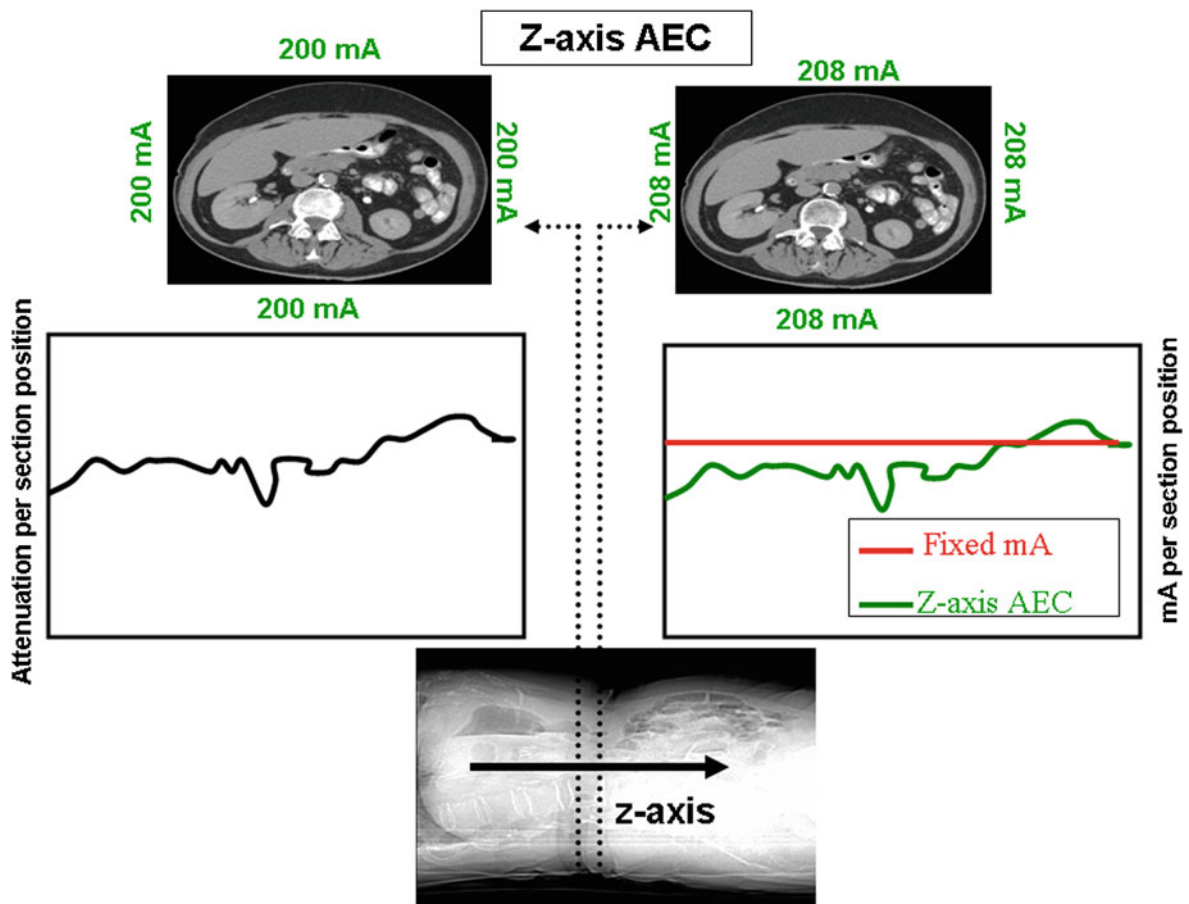 Z-axis AEC
200 mA
200 mA
200 mA
200 mA
208 mA
208 mA
208 mA
208 mA
Attenuation per section position
mA per section position
Fixed mA
Z-axis AEC
z-axis